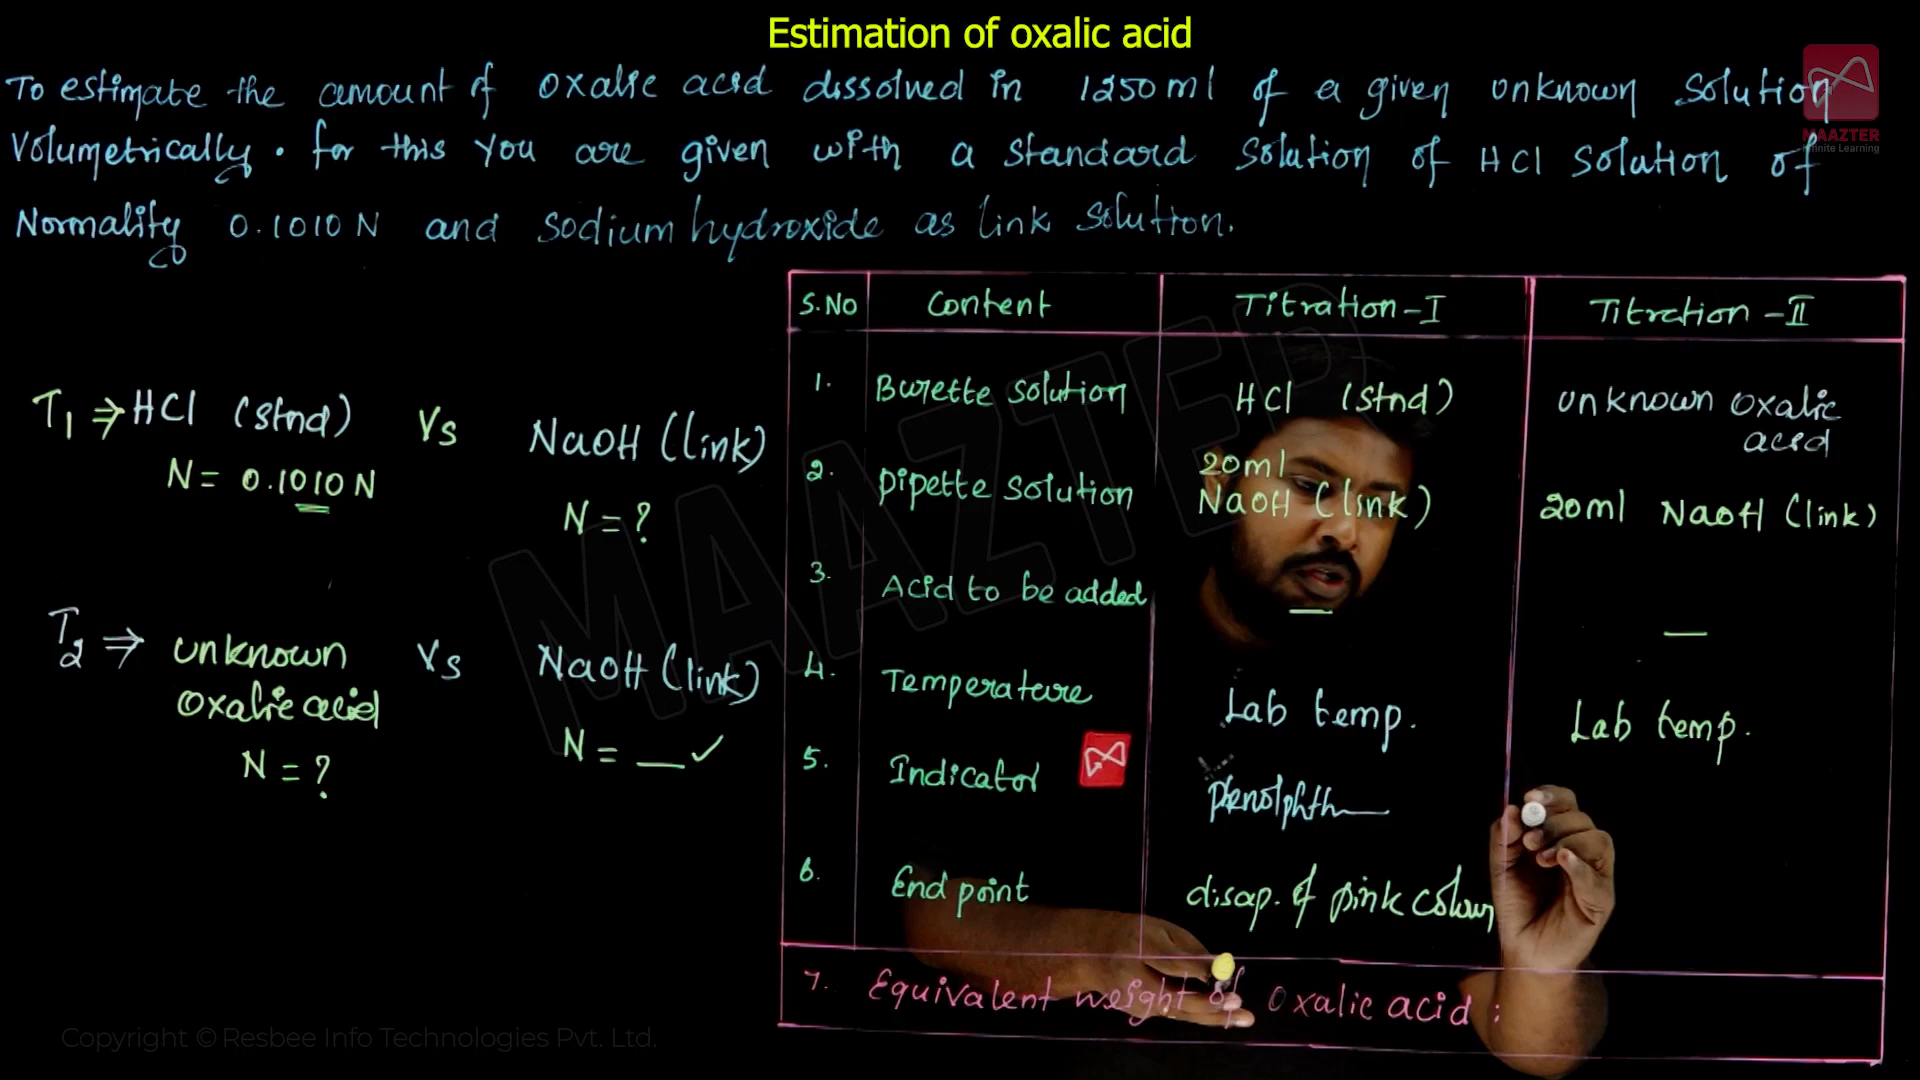 Estimation of oxalic acid
To estimate the amount of oxalic acid dissolved in 1250ml of a given unknown solution
Volumetrically. for this you are given with a standard solution of HCl solution of
Normality 0.1010 N and sodium hydroxide as link solution.
MAAZTER
Infinite Learning
T1 ⇒ HCl (stnd) Vs NaOH (link)
N = 0.1010 N
N = ?
T2 ⇒ unknown oxalic acid Vs NaOH (link)
N = ?
N = __ ✓
S.No Content Titration-I Titration-II
1. Burette solution HCl (stnd) unknown oxalic acid
2. Pipette solution 20ml NaOH (link) 20ml NaOH (link)
3. Acid to be added — —
4. Temperature Lab temp. Lab temp.
5. Indicator Phenolphth
6. End point disap. of pink colour
7. Equivalent weight of oxalic acid :
MAAZTER
Copyright © Resbee Info Technologies Pvt. Ltd.